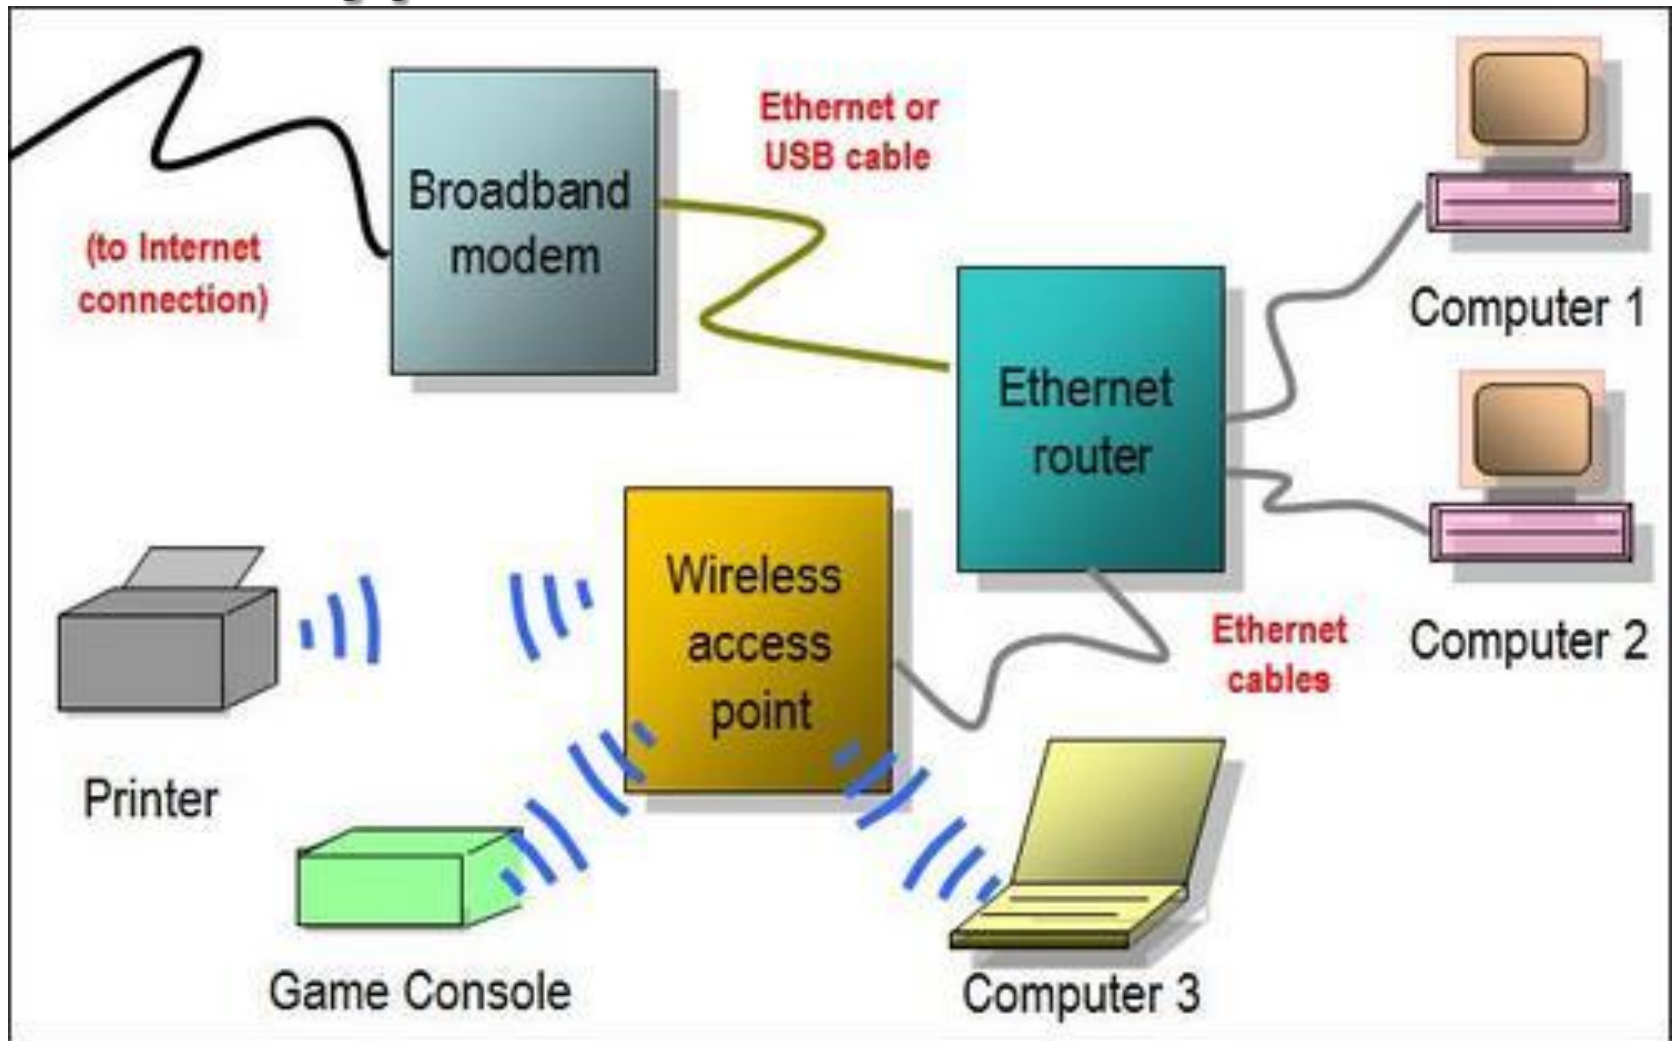 Ethernet or
USB cable
Broadband
modem
(to Internet
connection)
Computer 1
Ethernet
router
Computer 2
Ethernet
cables
Wireless
access
point
Printer
Game Console
Computer 3